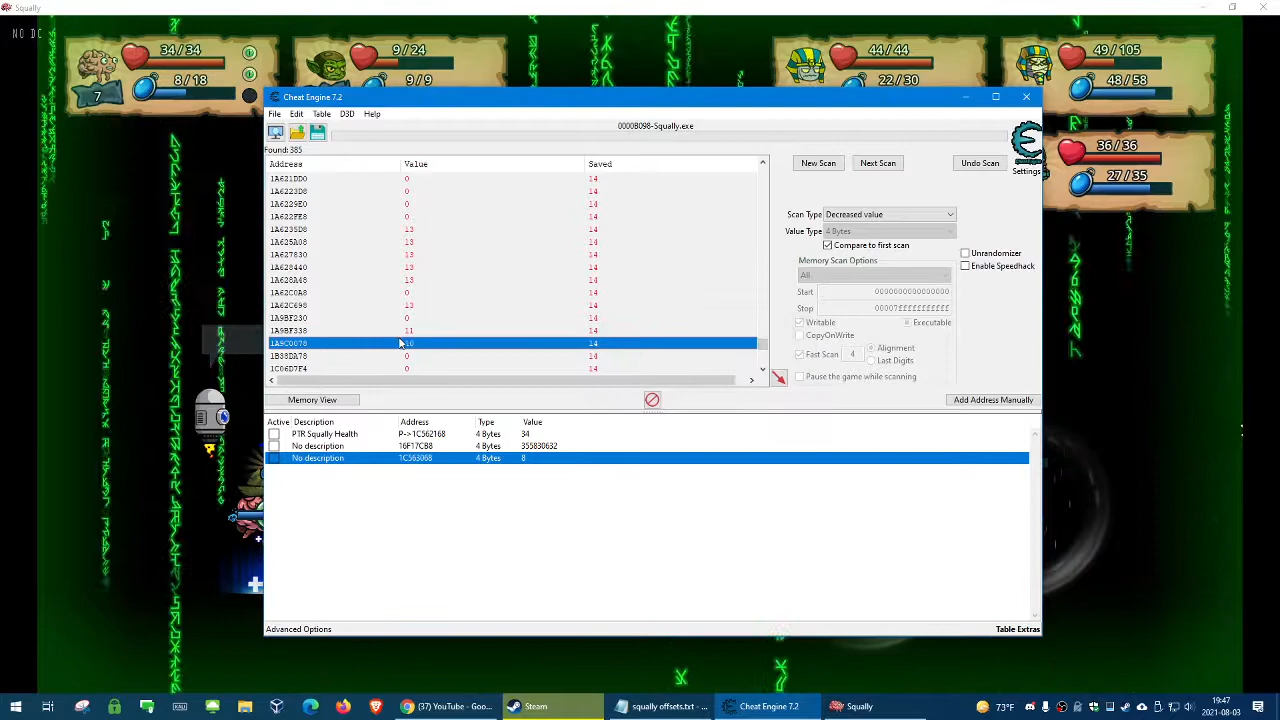 Squally
NO DC
34/34
8/18
7
9/24
9/9
44/44
22/30
49/105
48/58
36/36
27/35
Cheat Engine 7.2
File Edit Table D3D Help
0000B098-Squally.exe
Found: 385
Address Value Saved
1A621DD0 0 14
1A6223D8 0 14
1A6229E0 0 14
1A622FE8 0 14
1A6235D8 13 14
1A625A08 13 14
1A627830 13 14
1A628440 13 14
1A628A48 13 14
1A62C0A8 0 14
1A62C698 13 14
1A9BF230 0 14
1A9BF338 11 14
1A9C0078 10 14
1B38DA78 0 14
1C06D7F4 0 14
New Scan Next Scan Undo Scan
Settings
Scan Type Decreased value
Value Type 4 Bytes
Compare to first scan
Memory Scan Options
All
Start 0000000000000000
Stop 00007fffffffffff
Writable Executable
CopyOnWrite
Fast Scan 4 Alignment
Last Digits
Pause the game while scanning
Unrandomizer
Enable Speedhack
Memory View Add Address Manually
Active Description Address Type Value
PTR Squally Health P->1C562168 4 Bytes 34
No description 16F17CB8 4 Bytes 355830632
No description 1C563068 4 Bytes 8
Advanced Options Table Extras
KALI
(37) YouTube - Goo...
Steam
squally offsets.txt - ...
Cheat Engine 7.2
Squally
73°F
19:47
2021-08-03